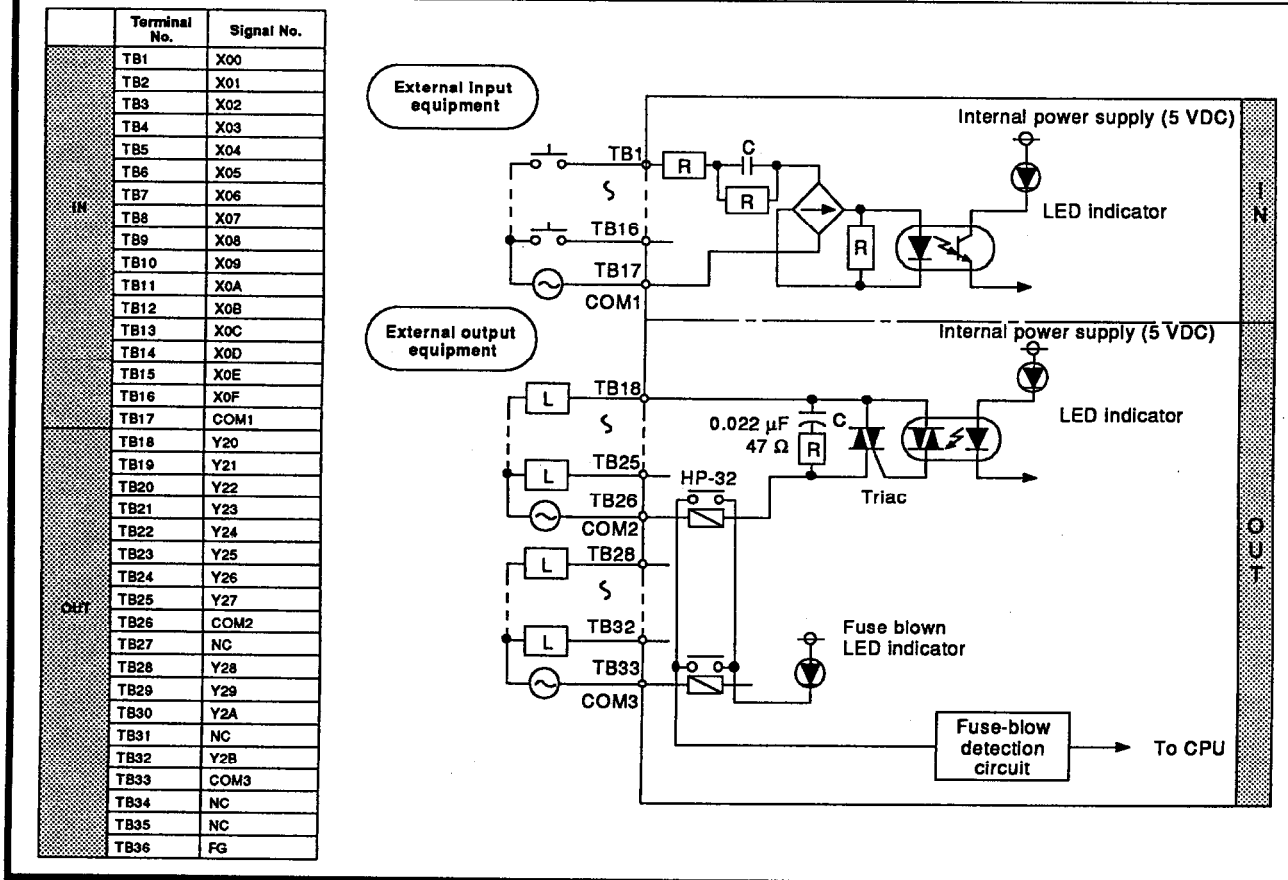 Terminal No. Signal No.
IN
TB1 X00
TB2 X01
TB3 X02
TB4 X03
TB5 X04
TB6 X05
TB7 X06
TB8 X07
TB9 X08
TB10 X09
TB11 X0A
TB12 X0B
TB13 X0C
TB14 X0D
TB15 X0E
TB16 X0F
TB17 COM1
OUT
TB18 Y20
TB19 Y21
TB20 Y22
TB21 Y23
TB22 Y24
TB23 Y25
TB24 Y26
TB25 Y27
TB26 COM2
TB27 NC
TB28 Y28
TB29 Y29
TB30 Y2A
TB31 NC
TB32 Y2B
TB33 COM3
TB34 NC
TB35 NC
TB36 FG
External input
equipment
Internal power supply (5 VDC)
TB1
R
C
R
LED indicator
IN
TB16
R
TB17
COM1
External output
equipment
Internal power supply (5 VDC)
L
TB18
0.022 μF
C
47 Ω
R
LED indicator
L
TB25
HP-32
Triac
TB26
COM2
OUT
L
TB28
L
TB32
Fuse blown
LED indicator
TB33
COM3
Fuse-blow
detection
circuit
To CPU